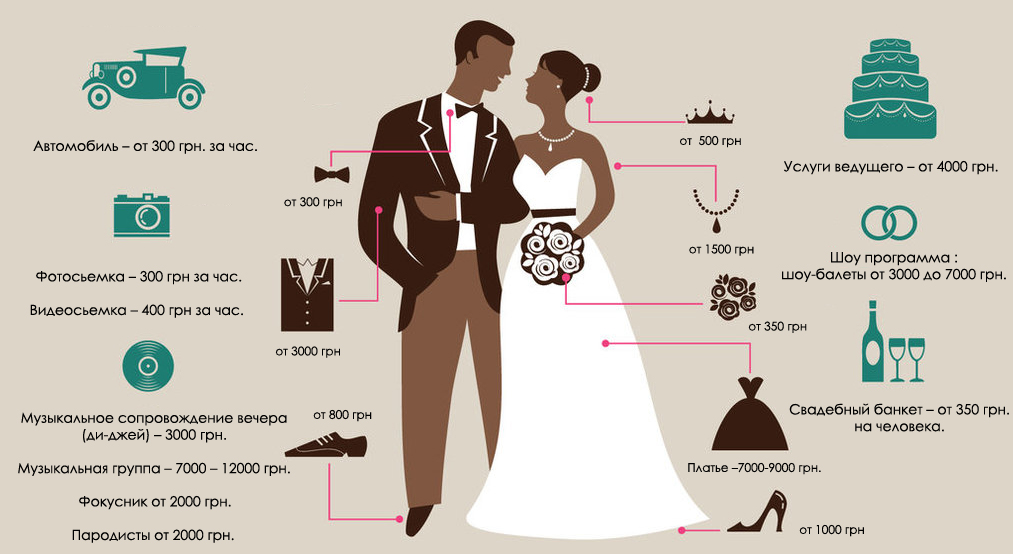 Автомобиль – от 300 грн. за час.
Фотосьемка – 300 грн за час.
Видеосьемка – 400 грн за час.
Музыкальное сопровождение вечера
(ди-джей) – 3000 грн.
Музыкальная группа – 7000 – 12000 грн.
Фокусник от 2000 грн.
Пародисты от 2000 грн.
от 300 грн
от 3000 грн
от 800 грн
от 500 грн
от 1500 грн
от 350 грн
Платье –7000-9000 грн.
от 1000 грн
Услуги ведущего – от 4000 грн.
Шоу программа :
шоу-балеты от 3000 до 7000 грн.
Свадебный банкет – от 350 грн.
на человека.